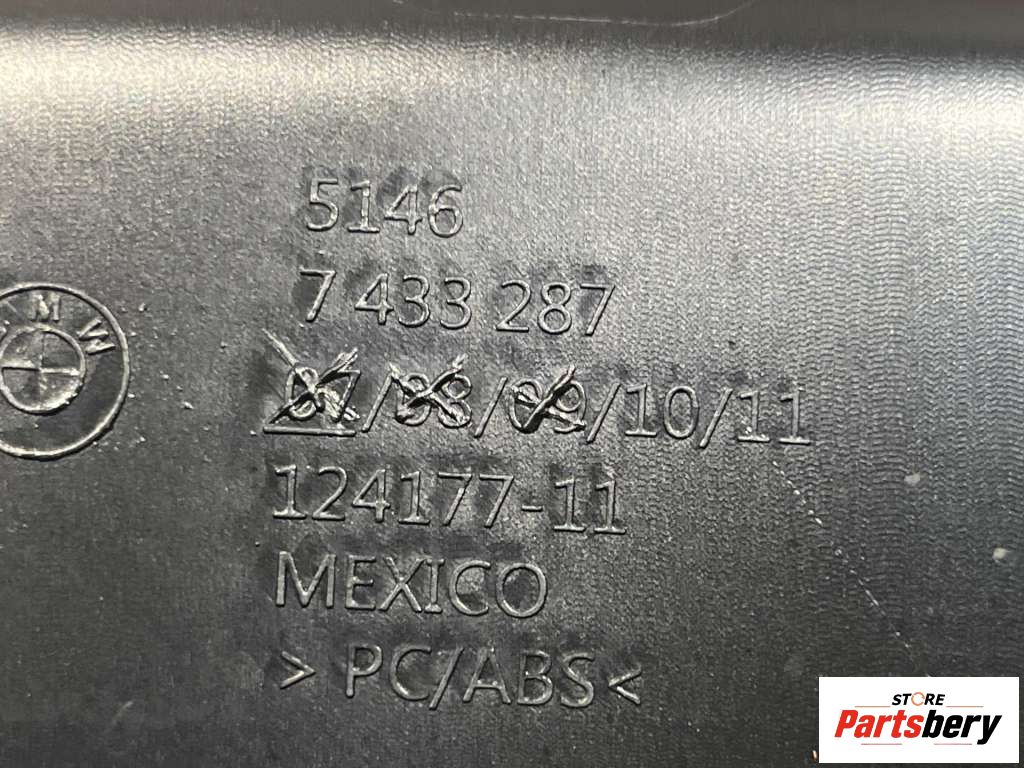 5146
7 433 287
07/08/09/10/11
124177-11
MEXICO
> PC/ABS <
BMW
STORE
Partsbery